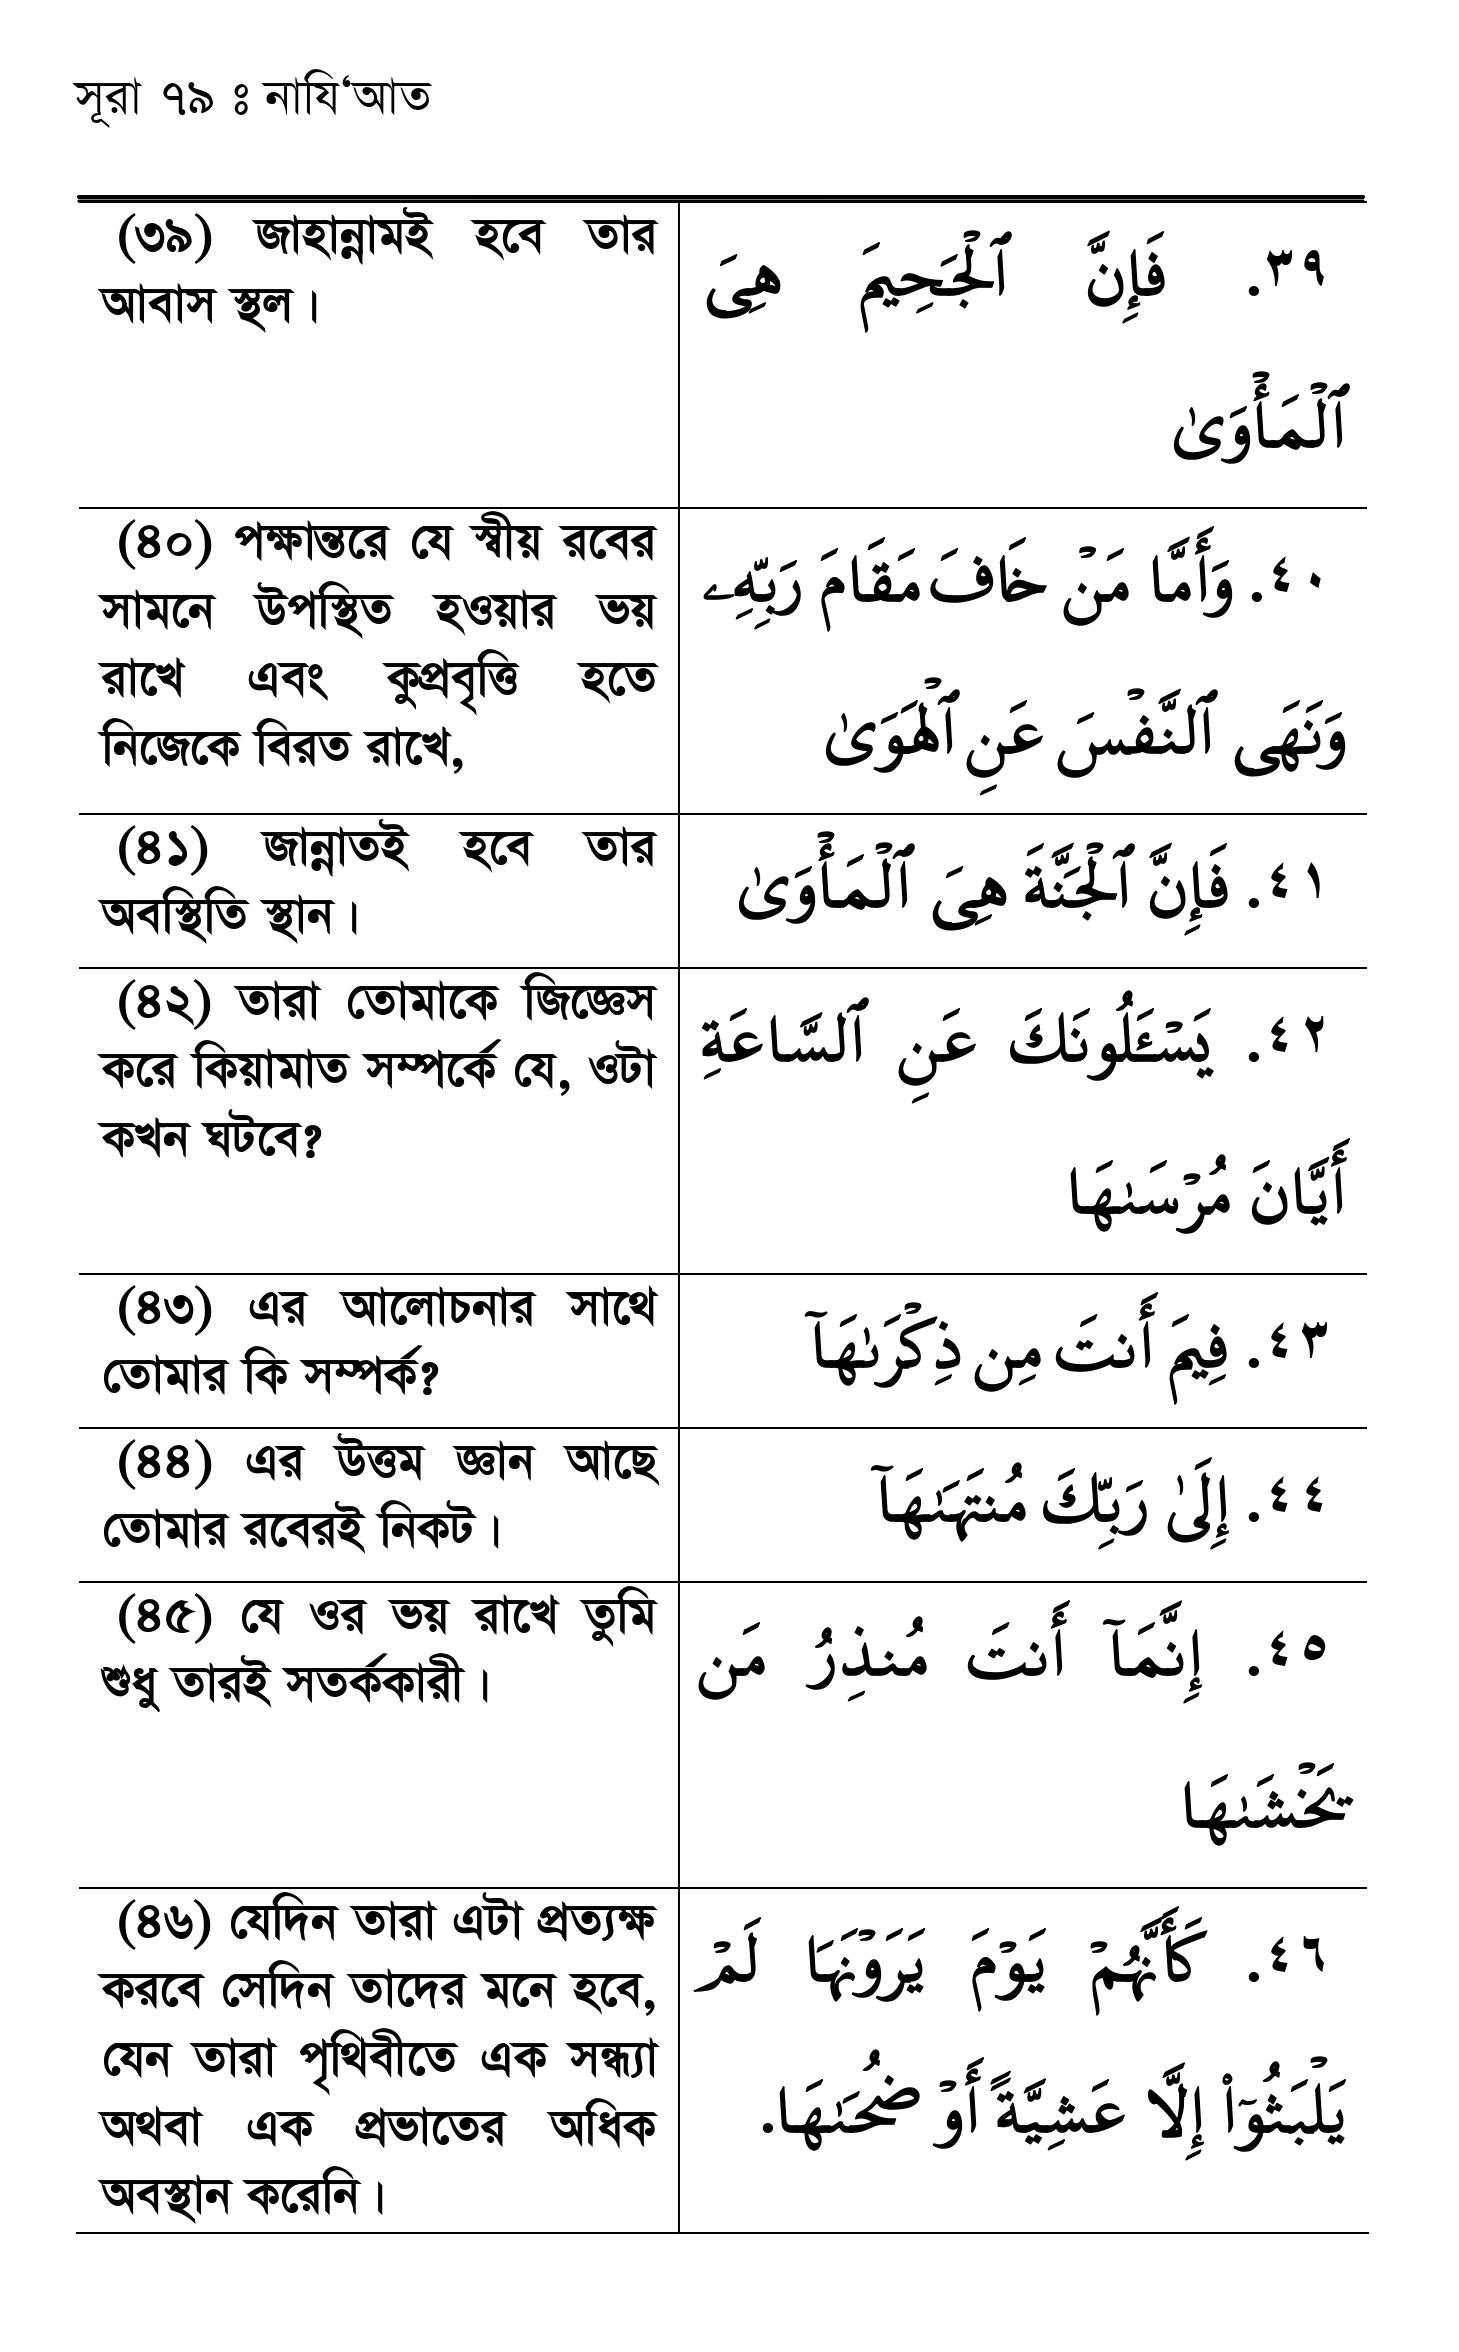 সূরা ৭৯ ঃ নাযি‘আত
(৩৯) জাহান্নামই হবে তার
আবাস স্থল।
٣٩. فَإِنَّ ٱلْجَحِيمَ هِىَ
ٱلْمَأْوَىٰ
(৪০) পক্ষান্তরে যে স্বীয় রবের
সামনে উপস্থিত হওয়ার ভয়
রাখে এবং কুপ্রবৃত্তি হতে
নিজেকে বিরত রাখে,
٤٠. وَأَمَّا مَنْ خَافَ مَقَامَ رَبِّهِۦ
وَنَهَى ٱلنَّفْسَ عَنِ ٱلْهَوَىٰ
(৪১) জান্নাতই হবে তার
অবস্থিতি স্থান।
٤١. فَإِنَّ ٱلْجَنَّةَ هِىَ ٱلْمَأْوَىٰ
(৪২) তারা তোমাকে জিজ্ঞেস
করে কিয়ামাত সম্পর্কে যে, ওটা
কখন ঘটবে?
٤٢. يَسْـَٔلُونَكَ عَنِ ٱلسَّاعَةِ
أَيَّانَ مُرْسَىٰهَا
(৪৩) এর আলোচনার সাথে
তোমার কি সম্পর্ক?
٤٣. فِيمَ أَنتَ مِن ذِكْرَىٰهَآ
(৪৪) এর উত্তম জ্ঞান আছে
তোমার রবেরই নিকট।
٤٤. إِلَىٰ رَبِّكَ مُنتَهَىٰهَآ
(৪৫) যে ওর ভয় রাখে তুমি
শুধু তারই সতর্ককারী।
٤٥. إِنَّمَآ أَنتَ مُنذِرُ مَن
يَخْشَىٰهَا
(৪৬) যেদিন তারা এটা প্রত্যক্ষ
করবে সেদিন তাদের মনে হবে,
যেন তারা পৃথিবীতে এক সন্ধ্যা
অথবা এক প্রভাতের অধিক
অবস্থান করেনি।
٤٦. كَأَنَّهُمْ يَوْمَ يَرَوْنَهَا لَمْ
يَلْبَثُوٓا۟ إِلَّا عَشِيَّةً أَوْ ضُحَىٰهَا.